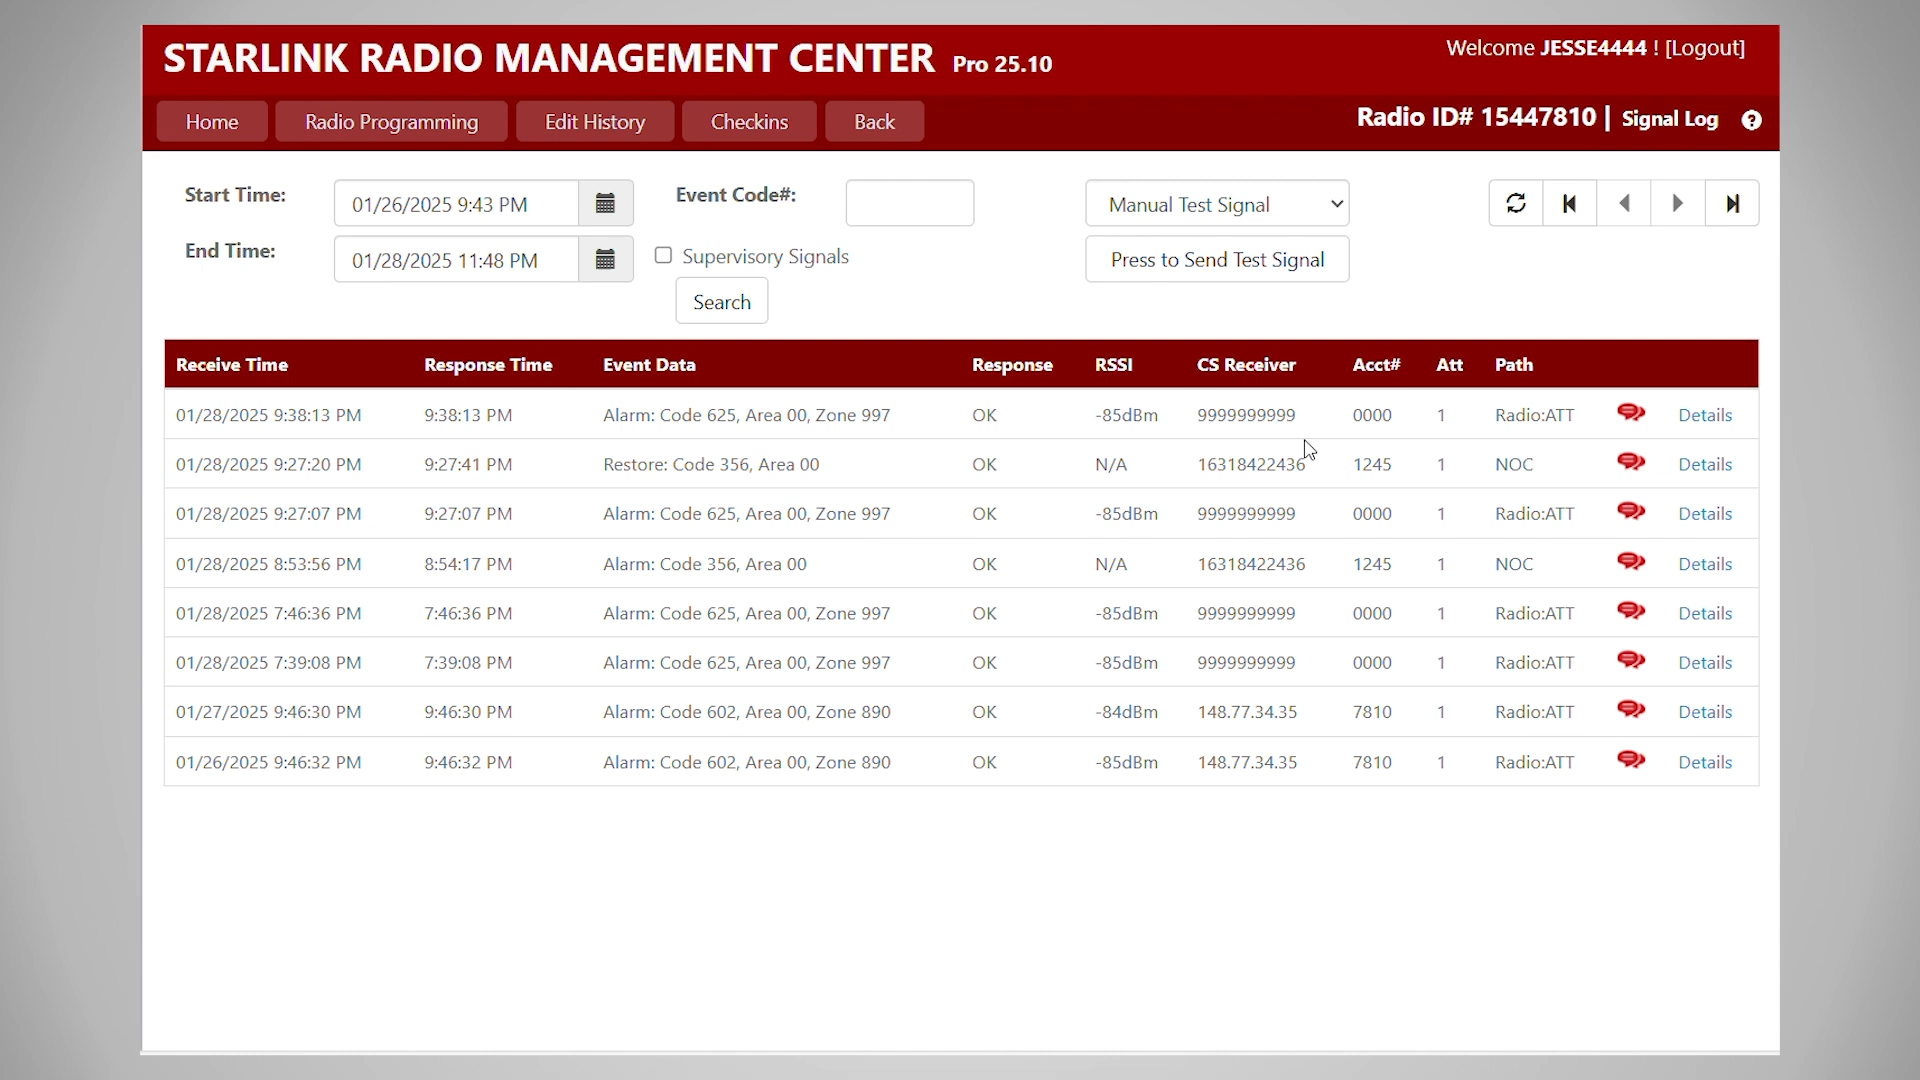 STARLINK RADIO MANAGEMENT CENTER Pro 25.10
Welcome JESSE4444 ! [Logout]
Home Radio Programming Edit History Checkins Back
Radio ID# 15447810 | Signal Log ?
Start Time: 01/26/2025 9:43 PM Event Code#: Manual Test Signal
End Time: 01/28/2025 11:48 PM Supervisory Signals Press to Send Test Signal
Search
Receive Time Response Time Event Data Response RSSI CS Receiver Acct# Att Path
01/28/2025 9:38:13 PM 9:38:13 PM Alarm: Code 625, Area 00, Zone 997 OK -85dBm 9999999999 0000 1 Radio:ATT Details
01/28/2025 9:27:20 PM 9:27:41 PM Restore: Code 356, Area 00 OK N/A 16318422436 1245 1 NOC Details
01/28/2025 9:27:07 PM 9:27:07 PM Alarm: Code 625, Area 00, Zone 997 OK -85dBm 9999999999 0000 1 Radio:ATT Details
01/28/2025 8:53:56 PM 8:54:17 PM Alarm: Code 356, Area 00 OK N/A 16318422436 1245 1 NOC Details
01/28/2025 7:46:36 PM 7:46:36 PM Alarm: Code 625, Area 00, Zone 997 OK -85dBm 9999999999 0000 1 Radio:ATT Details
01/28/2025 7:39:08 PM 7:39:08 PM Alarm: Code 625, Area 00, Zone 997 OK -85dBm 9999999999 0000 1 Radio:ATT Details
01/27/2025 9:46:30 PM 9:46:30 PM Alarm: Code 602, Area 00, Zone 890 OK -84dBm 148.77.34.35 7810 1 Radio:ATT Details
01/26/2025 9:46:32 PM 9:46:32 PM Alarm: Code 602, Area 00, Zone 890 OK -85dBm 148.77.34.35 7810 1 Radio:ATT Details